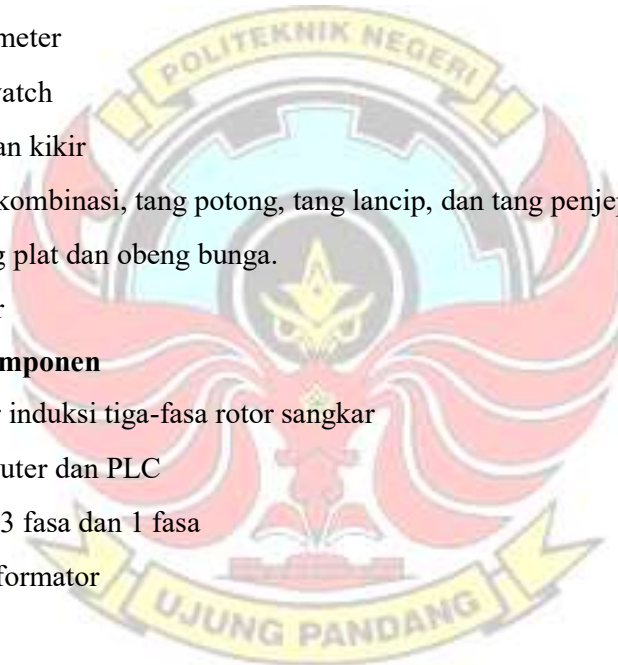 POLITEKNIK NEGERI
meter
atch
an kikir
kombinasi, tang potong, tang lancip, dan tang penjep
g plat dan obeng bunga.
r
mponen
r induksi tiga-fasa rotor sangkar
uter dan PLC
3 fasa dan 1 fasa
formator
UJUNG PANDANG